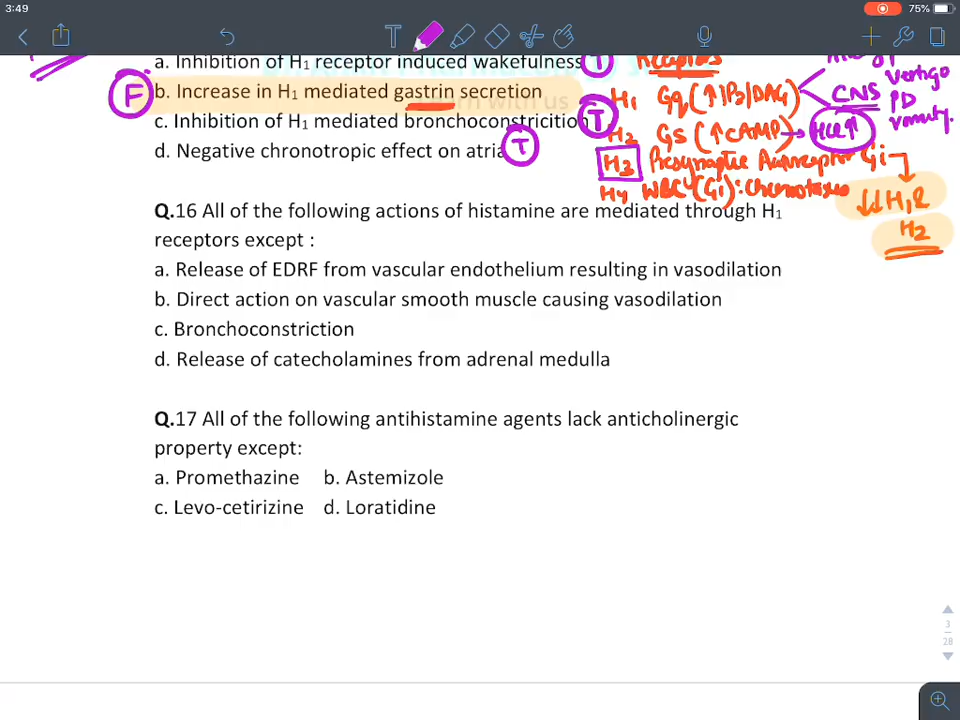 3:49
75%
T
a. Inhibition of H1 receptor induced wakefulness
T
Receptors
Vertigo
F
b. Increase in H1 mediated gastrin secretion
H1 Gq (↑IP3/DAG)
CNS
PD
c. Inhibition of H1 mediated bronchoconstricition
T
H2 Gs (↑cAMP) → HCl↑
d. Negative chronotropic effect on atria
T
H3 Presynaptic Autoreceptor Gi
H4 WBC (Gi): Chemotaxis
↓↓ H1R
H2
Q.16 All of the following actions of histamine are mediated through H1
receptors except :
a. Release of EDRF from vascular endothelium resulting in vasodilation
b. Direct action on vascular smooth muscle causing vasodilation
c. Bronchoconstriction
d. Release of catecholamines from adrenal medulla
Q.17 All of the following antihistamine agents lack anticholinergic
property except:
a. Promethazine b. Astemizole
c. Levo-cetirizine d. Loratidine
3
28